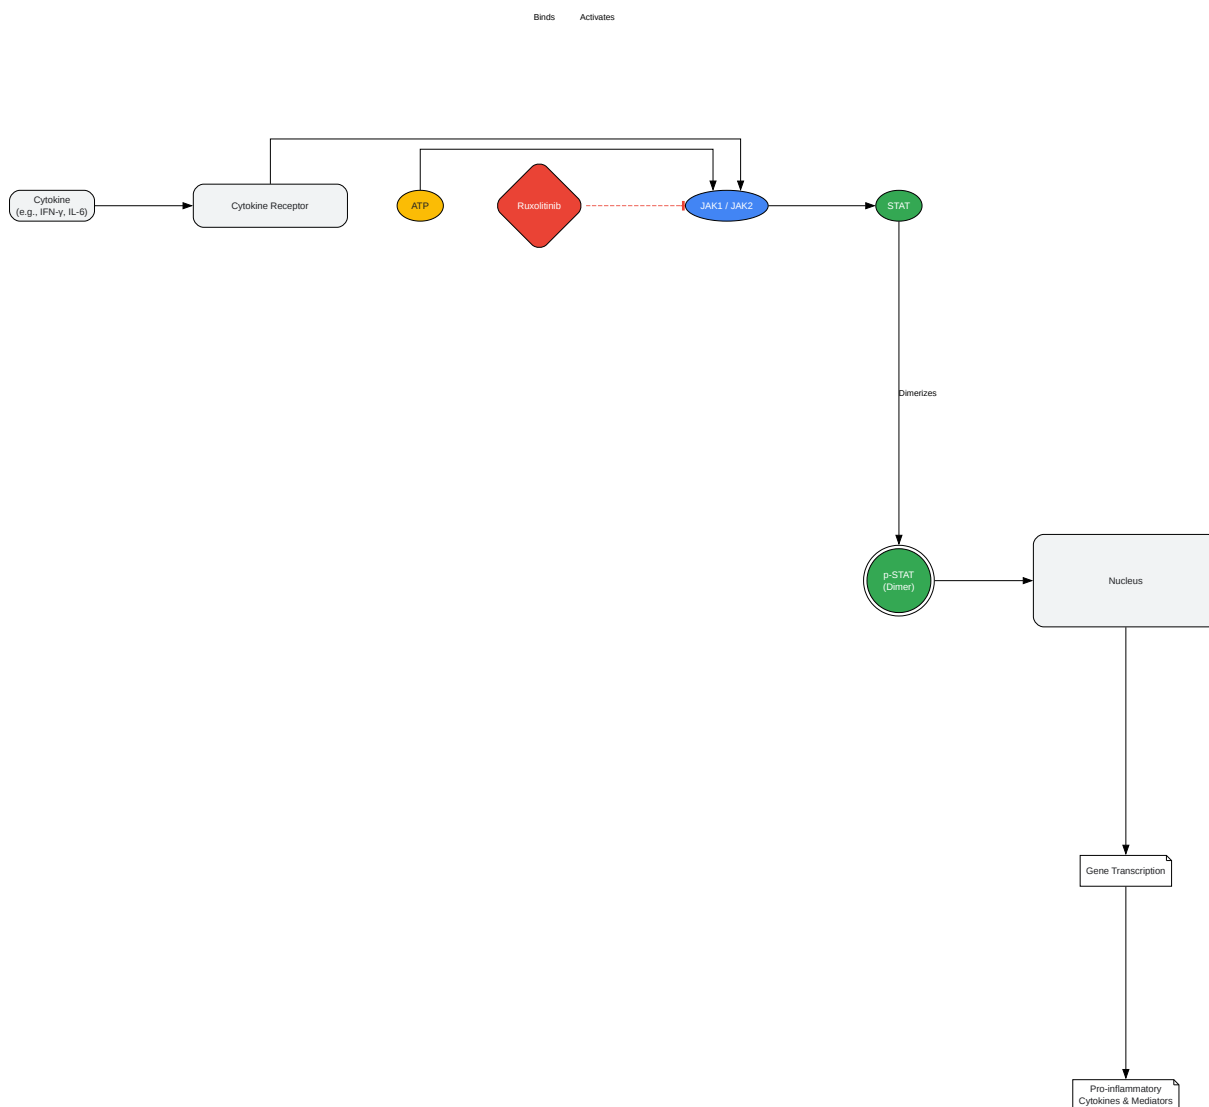 Binds
Activates
Cytokine
(e.g., IFN-γ, IL-6)
Cytokine Receptor
ATP
Ruxolitinib
JAK1 / JAK2
STAT
Dimerizes
p-STAT
(Dimer)
Nucleus
Gene Transcription
Pro-inflammatory
Cytokines & Mediators